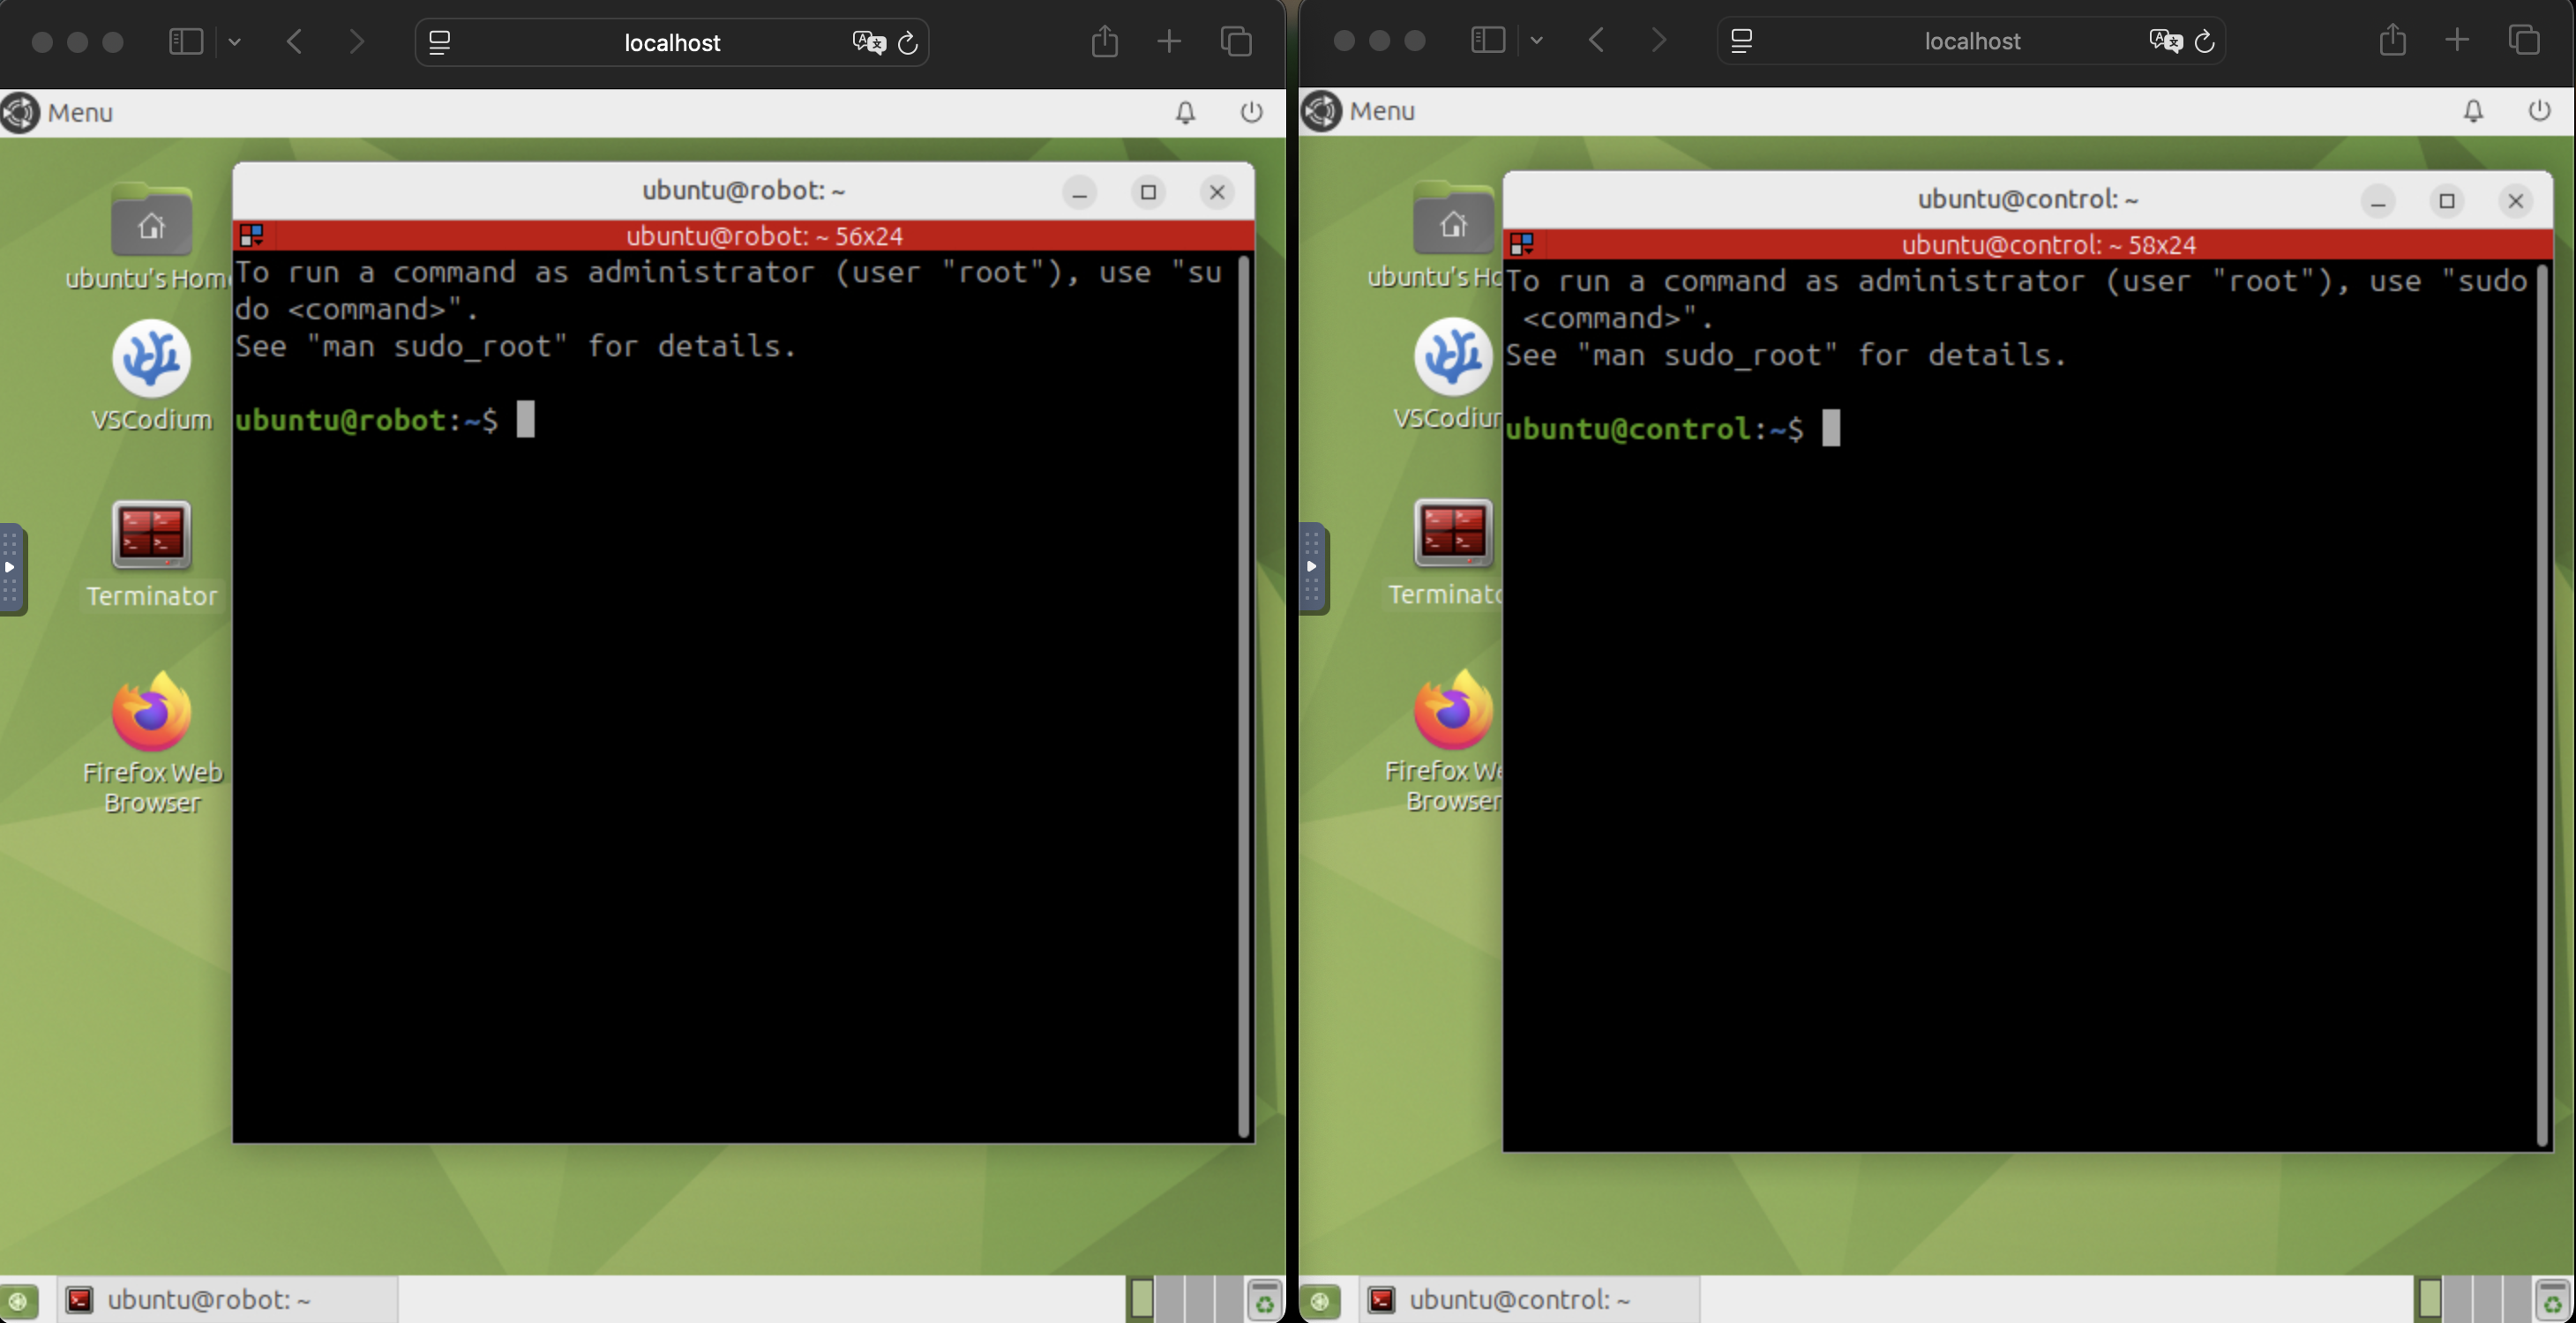 localhost
Menu
ubuntu's Hom
VSCodium
Terminator
Firefox Web
Browser
ubuntu@robot: ~
ubuntu@robot: ~ 56x24
To run a command as administrator (user "root"), use "su
do <command>".
See "man sudo_root" for details.
ubuntu@robot:~$
ubuntu@robot: ~
localhost
Menu
ubuntu's Ho
VSCodium
Terminato
Firefox We
Browser
ubuntu@control: ~
ubuntu@control: ~ 58x24
To run a command as administrator (user "root"), use "sudo
 <command>".
See "man sudo_root" for details.
ubuntu@control:~$
ubuntu@control: ~